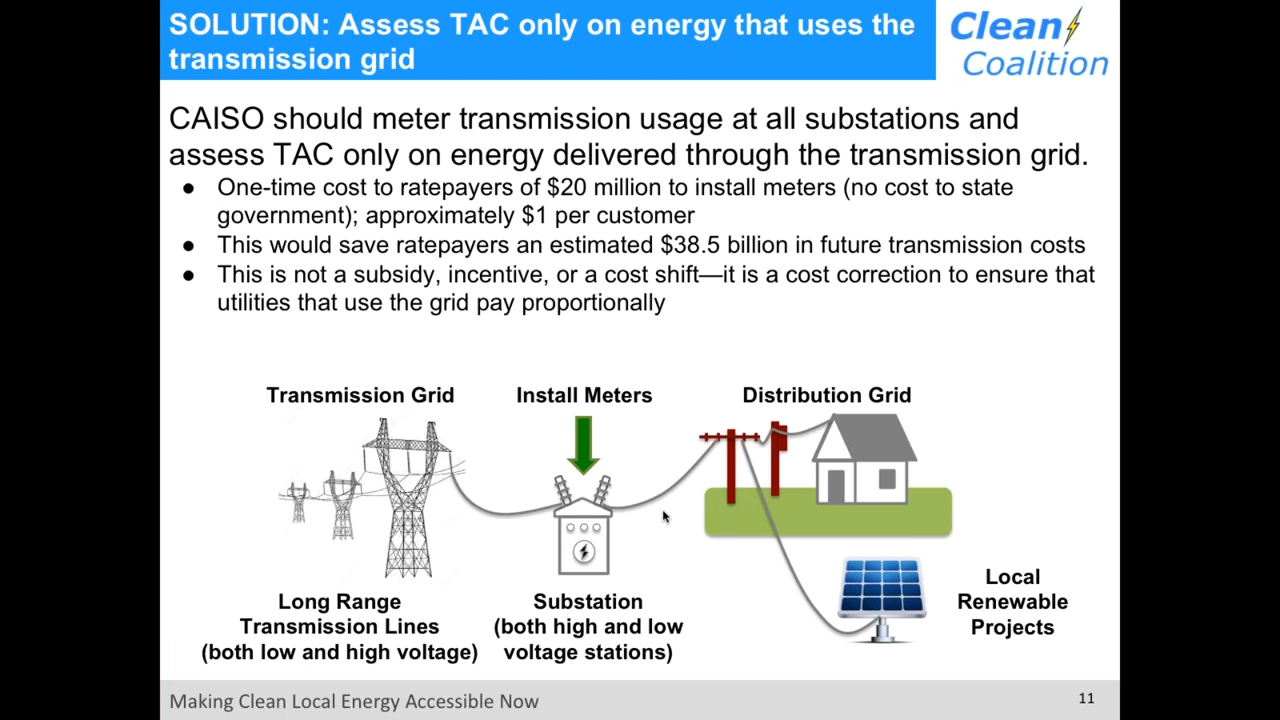 SOLUTION: Assess TAC only on energy that uses the
transmission grid
Clean
Coalition
CAISO should meter transmission usage at all substations and
assess TAC only on energy delivered through the transmission grid.
● One-time cost to ratepayers of $20 million to install meters (no cost to state
government); approximately $1 per customer
● This would save ratepayers an estimated $38.5 billion in future transmission costs
● This is not a subsidy, incentive, or a cost shift—it is a cost correction to ensure that
utilities that use the grid pay proportionally
Transmission Grid
Install Meters
Distribution Grid
Long Range
Transmission Lines
(both low and high voltage)
Substation
(both high and low
voltage stations)
Local
Renewable
Projects
Making Clean Local Energy Accessible Now
11